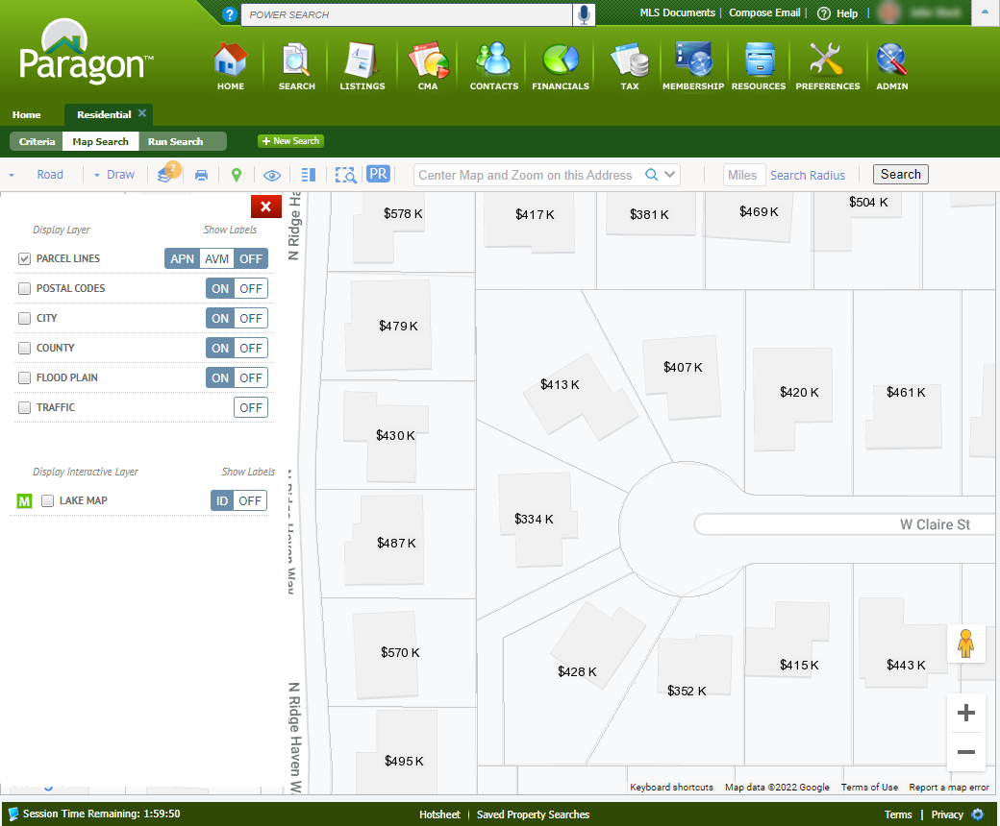 POWER SEARCH
MLS Documents | Compose Email | ? Help |
Paragon™
HOME SEARCH LISTINGS CMA CONTACTS FINANCIALS TAX MEMBERSHIP RESOURCES PREFERENCES ADMIN
Home Residential ×
Criteria Map Search Run Search + New Search
Road Draw 2 PR Center Map and Zoom on this Address Miles Search Radius Search
Display Layer Show Labels
PARCEL LINES APN AVM OFF
POSTAL CODES ON OFF
CITY ON OFF
COUNTY ON OFF
FLOOD PLAIN ON OFF
TRAFFIC OFF
Display Interactive Layer Show Labels
M LAKE MAP ID OFF
N Ridge Ha
N Ridge Haven Way
N Ridge Haven W
$578 K
$417 K
$381 K
$469 K
$504 K
$479 K
$413 K
$407 K
$420 K
$461 K
$430 K
$487 K
$334 K
W Claire St
$570 K
$428 K
$352 K
$415 K
$443 K
$495 K
Keyboard shortcuts Map data ©2022 Google Terms of Use Report a map error
Session Time Remaining: 1:59:50 Hotsheet | Saved Property Searches Terms | Privacy